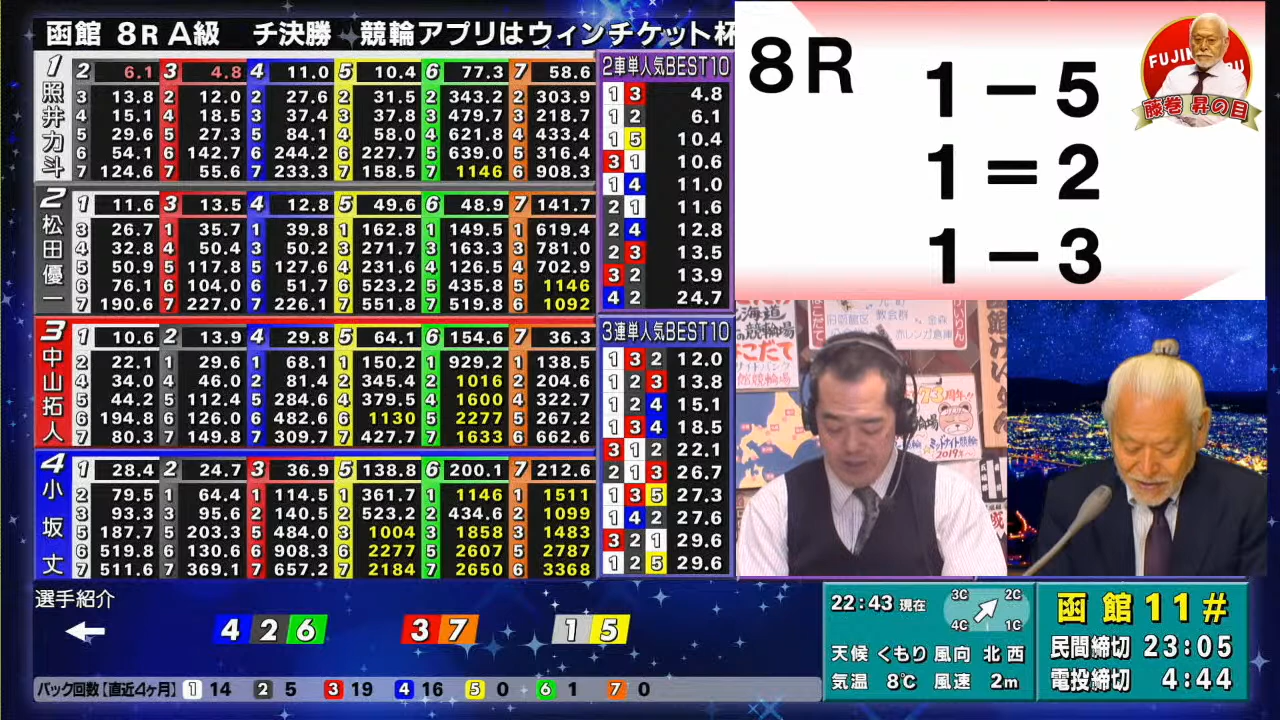 函館 8R A級 チ決勝 競輪アプリはウィンチケット杯
1 照井力斗
2 6.1 3 4.8 4 11.0 5 10.4 6 77.3 7 58.6
3 13.8 2 12.0 2 27.6 2 31.5 2 343.2 2 303.9
4 15.1 4 18.5 3 37.4 3 37.8 3 479.7 3 218.7
5 29.6 5 27.3 5 84.1 4 58.0 4 621.8 4 433.4
6 54.1 6 142.7 6 244.2 6 227.7 5 639.0 5 316.4
7 124.6 7 55.6 7 233.3 7 158.5 7 1146 6 908.3
2 松田優一
1 11.6 3 13.5 4 12.8 5 49.6 6 48.9 7 141.7
3 26.7 1 35.7 1 39.8 1 162.8 1 149.5 1 619.4
4 32.8 4 50.4 3 50.2 3 271.7 3 163.3 3 781.0
5 50.9 5 117.8 5 127.6 4 231.6 4 126.5 4 702.9
6 76.1 6 104.0 6 51.7 6 523.2 5 435.8 5 1146
7 190.6 7 227.0 7 226.1 7 551.8 7 519.8 6 1092
3 中山拓人
1 10.6 2 13.9 4 29.8 5 64.1 6 154.6 7 36.3
2 22.1 1 29.6 1 68.1 1 150.2 1 929.2 1 138.5
4 34.0 4 46.0 2 81.4 2 345.4 2 1016 2 204.6
5 44.2 5 112.4 5 284.6 4 379.5 4 1600 4 322.7
6 194.8 6 126.6 6 482.6 6 1130 5 2277 5 267.2
7 80.3 7 149.8 7 309.7 7 427.7 7 1633 6 662.6
4 小坂丈
1 28.4 2 24.7 3 36.9 5 138.8 6 200.1 7 212.6
2 79.5 1 64.4 1 114.5 1 361.7 1 1146 1 1511
3 93.3 3 95.6 2 140.5 2 523.2 2 434.6 2 1099
5 187.7 5 203.3 5 484.0 3 1004 3 1858 3 1483
6 519.8 6 130.6 6 908.3 6 2277 5 2607 5 2787
7 511.6 7 369.1 7 657.2 7 2184 7 2650 6 3368
2車単人気BEST10
1 3 4.8
1 2 6.1
1 5 10.4
3 1 10.6
1 4 11.0
2 1 11.6
2 4 12.8
2 3 13.5
3 2 13.9
4 2 24.7
3連単人気BEST10
1 3 2 12.0
1 2 3 13.8
1 2 4 15.1
1 3 4 18.5
3 1 2 22.1
2 1 3 26.7
1 3 5 27.3
1 4 2 27.6
3 2 1 29.6
1 2 5 29.6
8R
1－5
1＝2
1－3
藤巻 昇の目
選手紹介
← 4 2 6 3 7 1 5
バック回数【直近4ヶ月】 1 14 2 5 3 19 4 16 5 0 6 1 7 0
22:43 現在
3C 2C
4C 1C
天候 くもり 風向 北西
気温 8℃ 風速 2m
函館11#
民間締切 23:05
電投締切 4:44